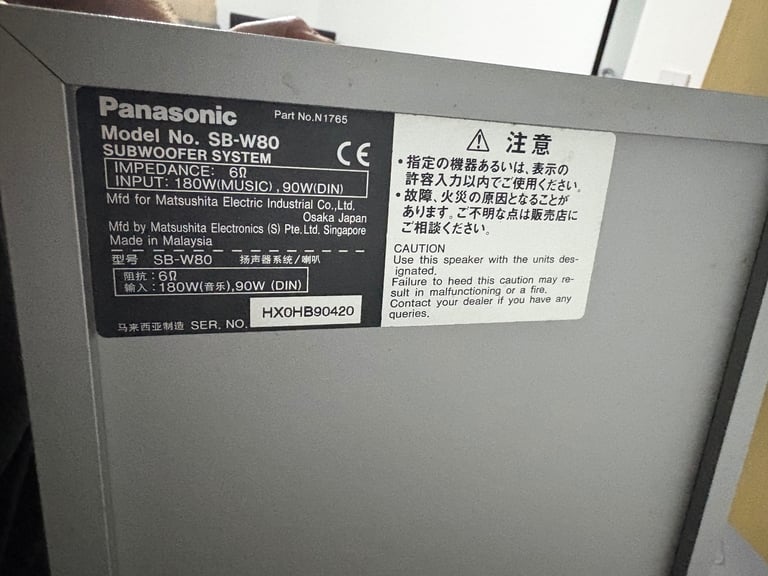 Panasonic
Part No.N1765
Model No. SB-W80
SUBWOOFER SYSTEM
CE
IMPEDANCE: 6Ω
INPUT: 180W(MUSIC), 90W(DIN)
Mfd for Matsushita Electric Industrial Co.,Ltd.
Osaka Japan
Mfd by Matsushita Electronics (S) Pte.Ltd. Singapore
Made in Malaysia
型号 SB-W80 扬声器系统/喇叭
阻抗:6Ω
输入:180W(音乐),90W (DIN)
马来西亚制造 SER. NO. HX0HB90420
⚠ 注意
・指定の機器あるいは、表示の
許容入力以内でご使用ください。
・故障、火災の原因となることが
あります。ご不明な点は販売店に
ご相談ください。
CAUTION
Use this speaker with the units des-
ignated.
Failure to heed this caution may re-
sult in malfunctioning or a fire.
Contact your dealer if you have any
queries.